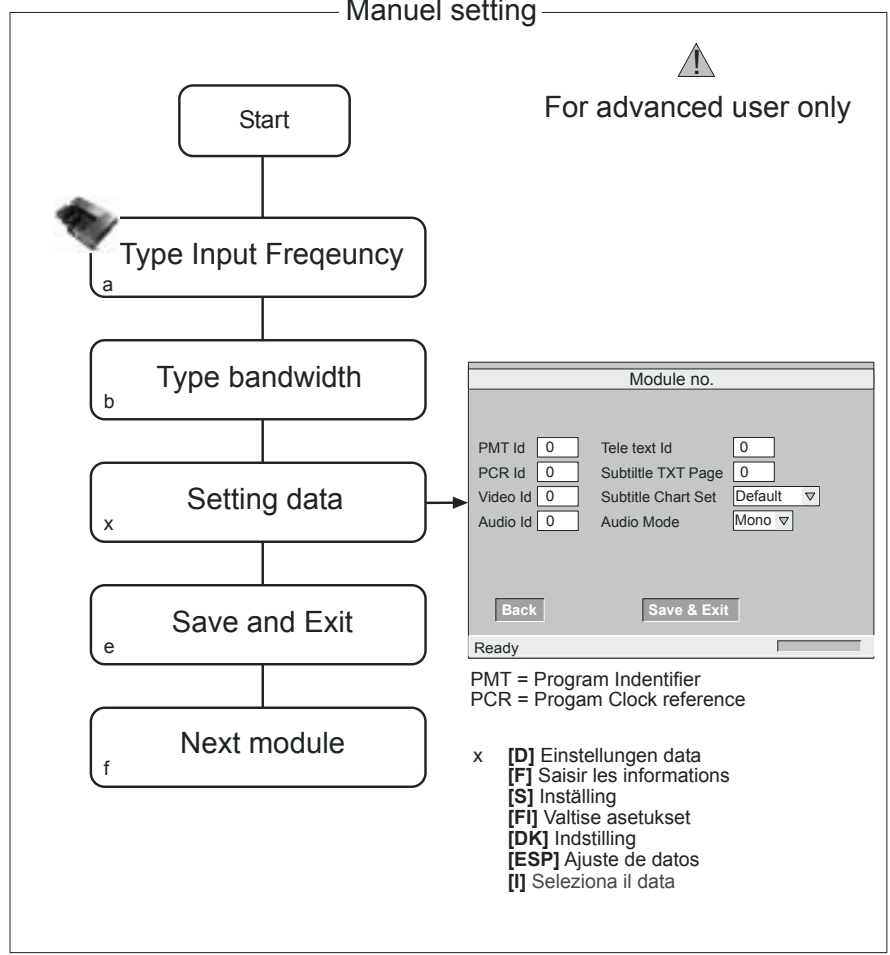 Manuel setting
For advanced user only
Start
Type Input Freqeuncy
a
Type bandwidth
b
Setting data
x
Save and Exit
e
Next module
f
Module no.
PMT Id 0 Tele text Id 0
PCR Id 0 Subtiltle TXT Page 0
Video Id 0 Subtitle Chart Set Default
Audio Id 0 Audio Mode Mono
Back Save & Exit
Ready
PMT = Program Indentifier
PCR = Progam Clock reference
x [D] Einstellungen data
[F] Saisir les informations
[S] Inställing
[FI] Valtise asetukset
[DK] Indstilling
[ESP] Ajuste de datos
[I] Seleziona il data